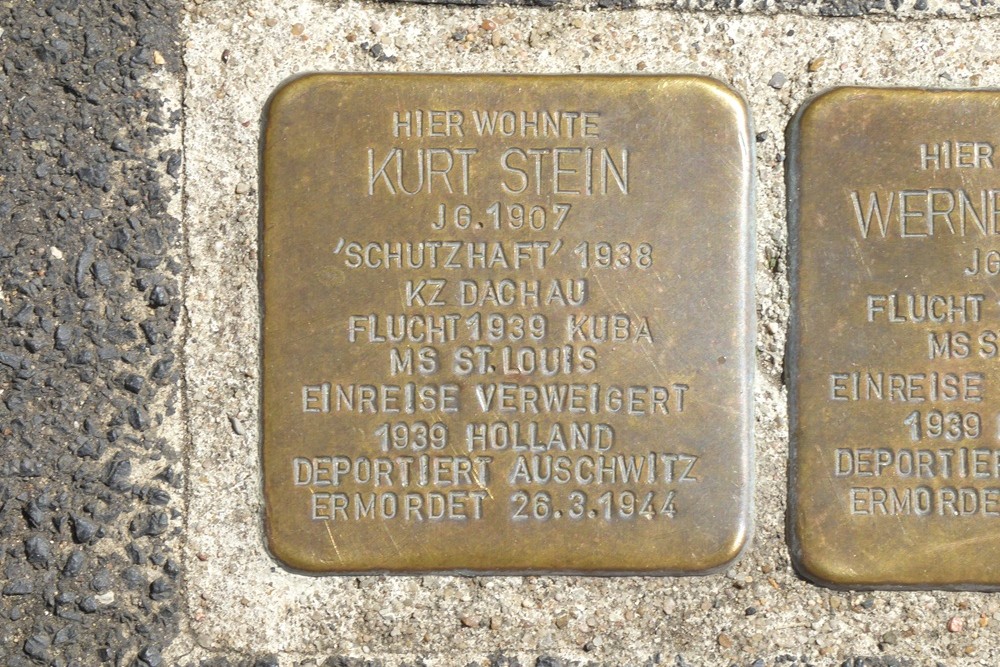 HIER WOHNTE
KURT STEIN
JG. 1907
'SCHUTZHAFT' 1938
KZ DACHAU
FLUCHT 1939 KUBA
MS ST. LOUIS
EINREISE VERWEIGERT
1939 HOLLAND
DEPORTIERT AUSCHWITZ
ERMORDET 26.3.1944
HIER
JG
FLUCHT
MS
EINREISE
1939